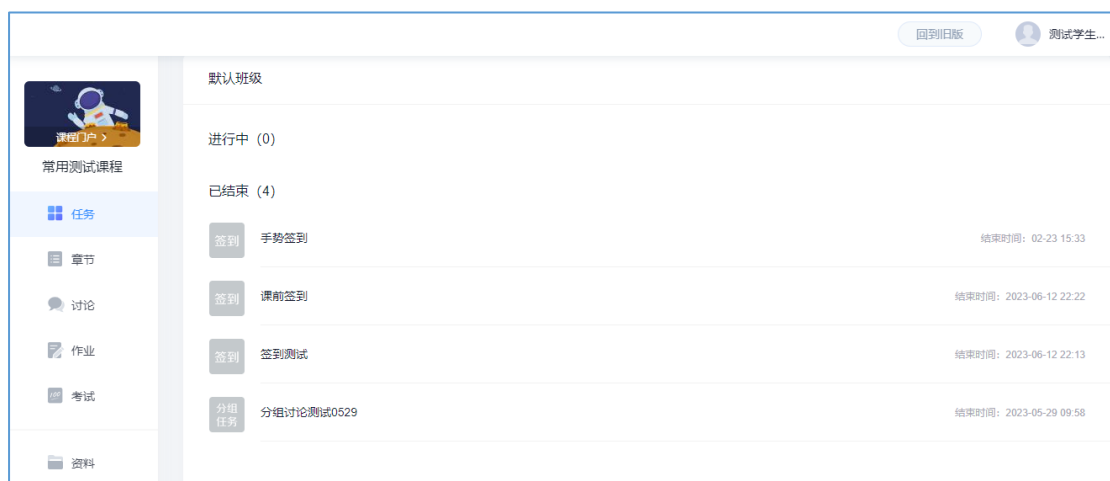 回到旧版
测试学生...
课程门户 >
常用测试课程
任务
章节
讨论
作业
考试
资料
默认班级
进行中 (0)
已结束 (4)
签到 手势签到 结束时间：02-23 15:33
签到 课前签到 结束时间：2023-06-12 22:22
签到 签到测试 结束时间：2023-06-12 22:13
分组
任务
分组讨论测试0529 结束时间：2023-05-29 09:58